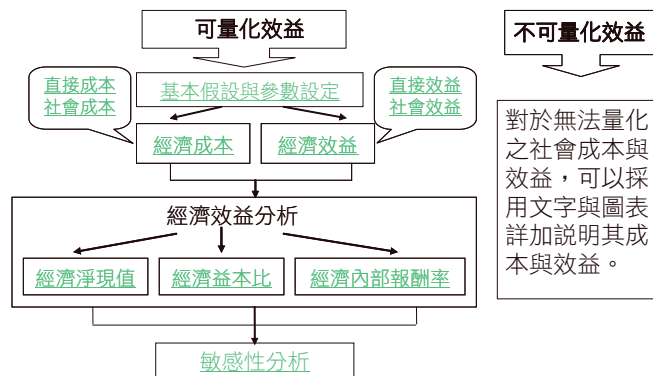 可量化效益
直接成本
社會成本
基本假設與參數設定
直接效益
社會效益
經濟成本
經濟效益
經濟效益分析
經濟淨現值
經濟益本比
經濟內部報酬率
敏感性分析
不可量化效益
對於無法量化
之社會成本與
效益，可以採
用文字與圖表
詳加説明其成
本與效益。